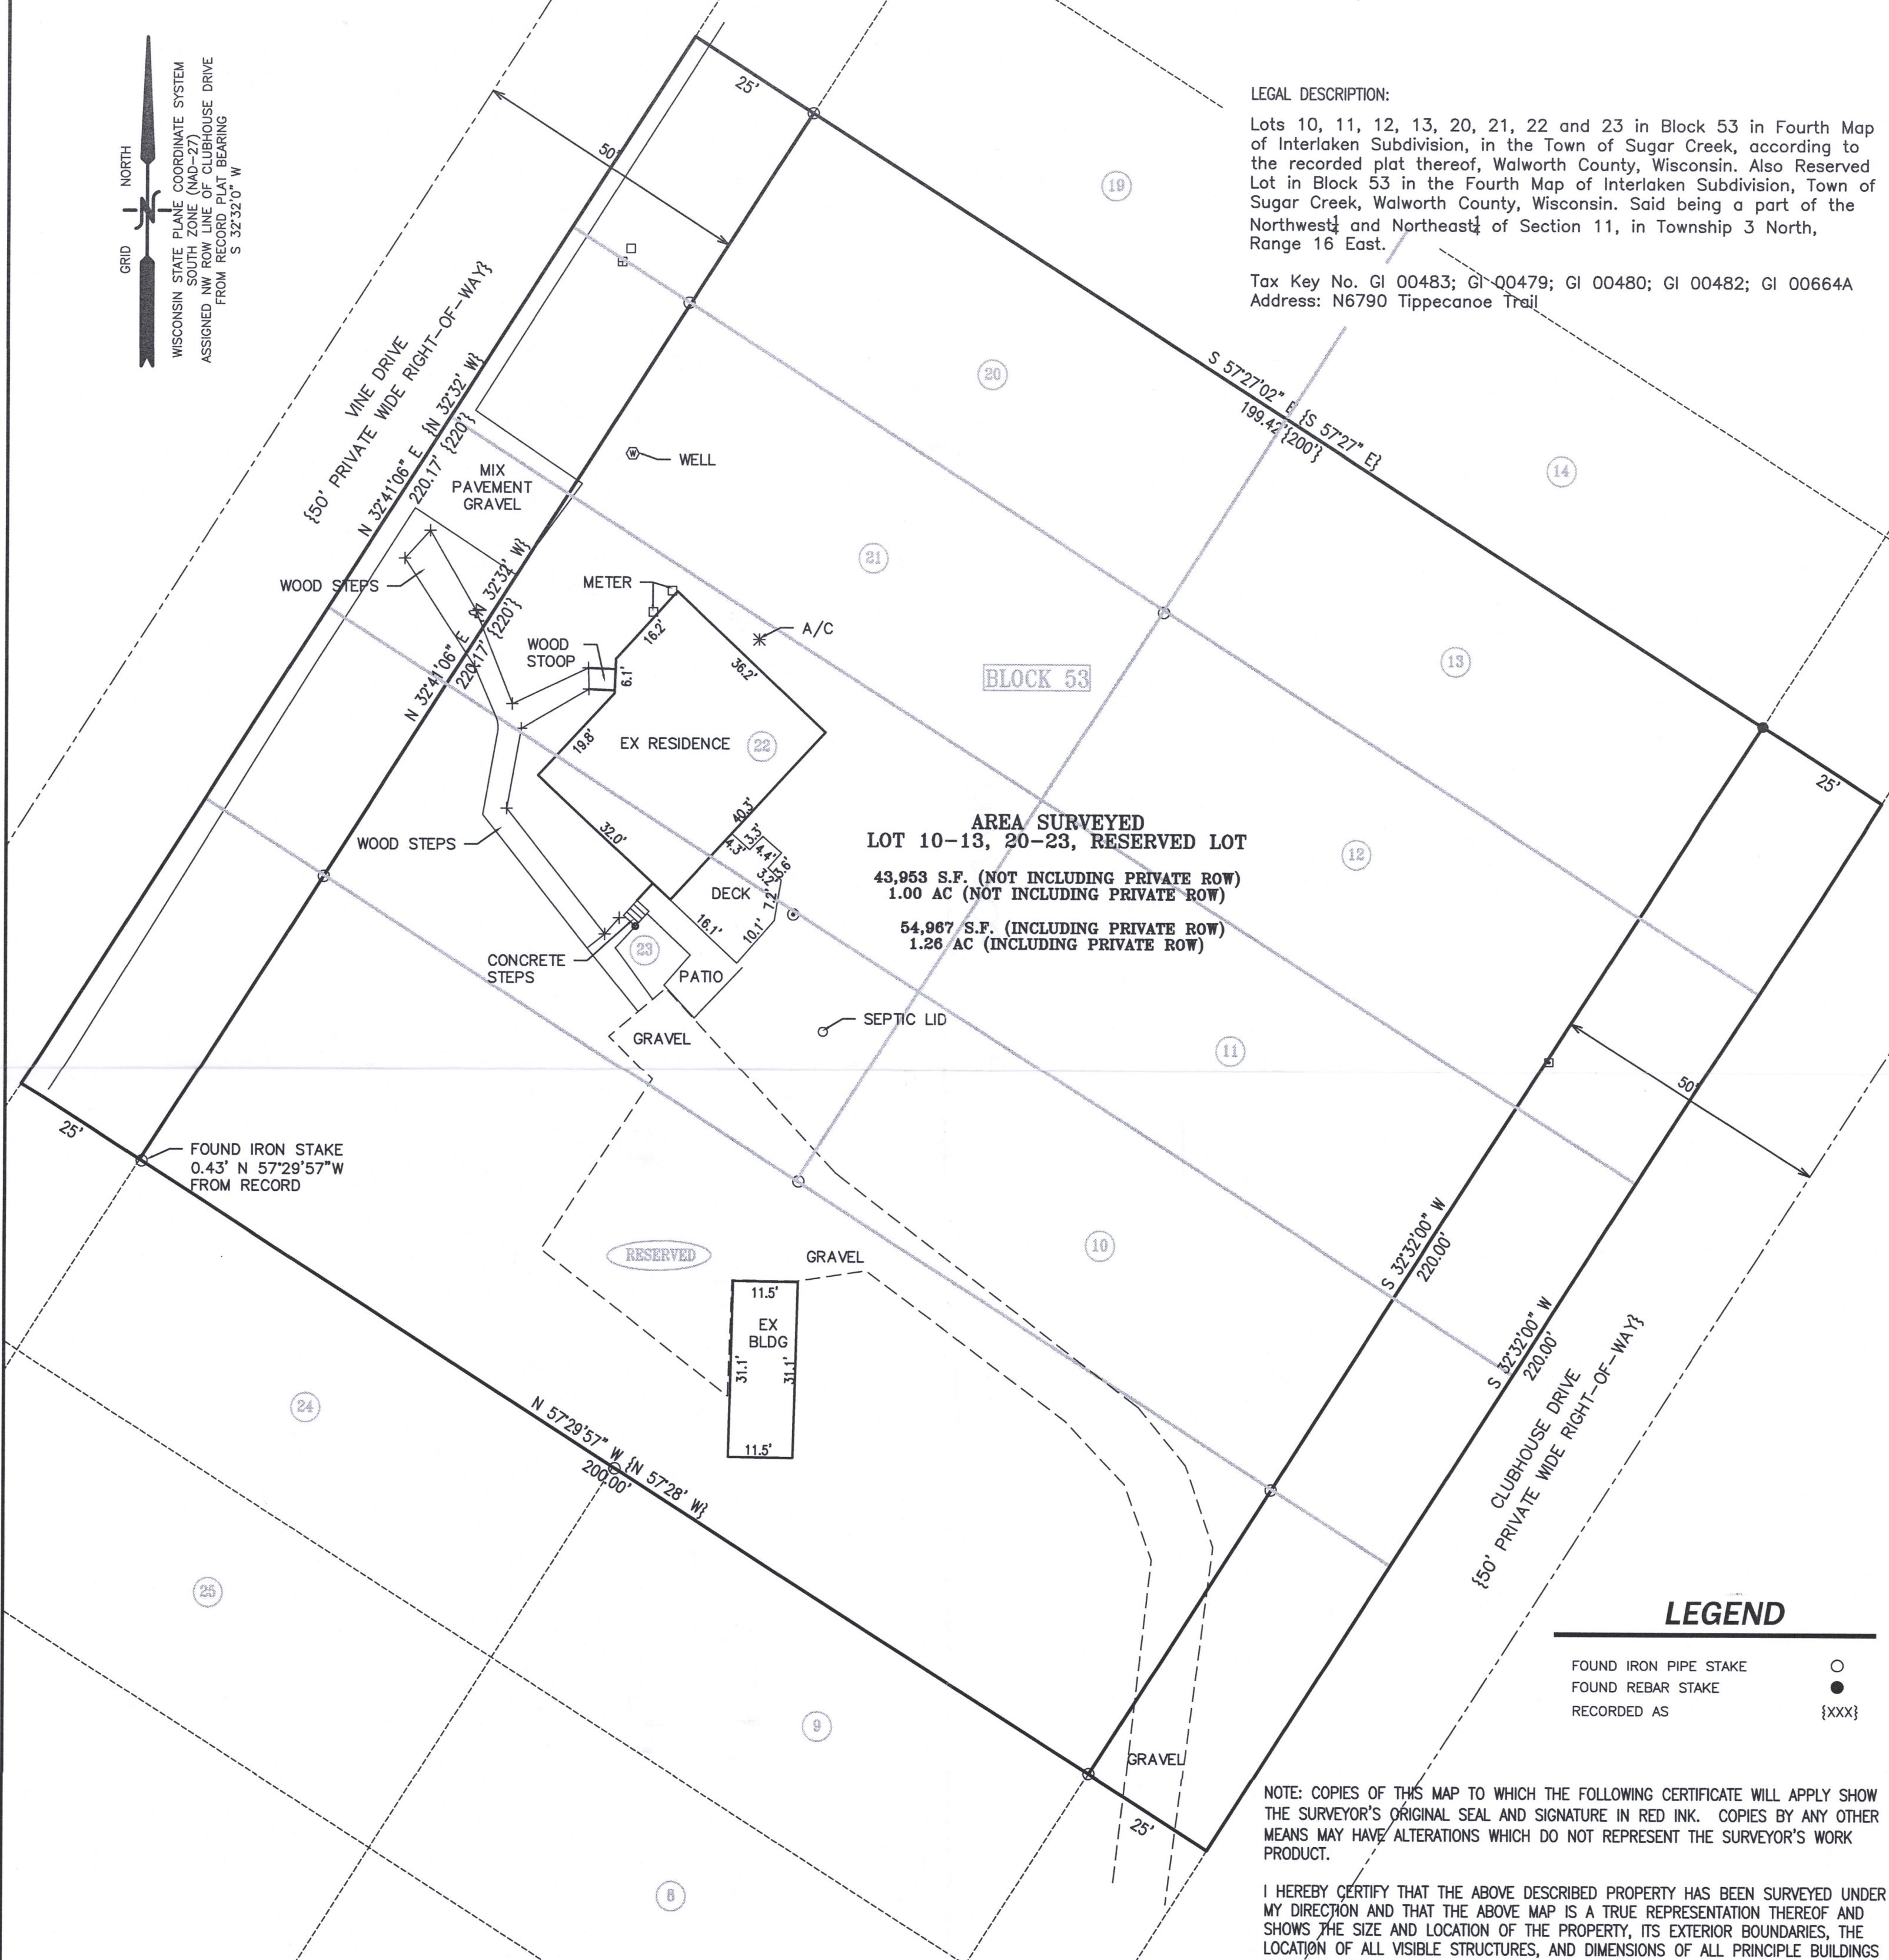 GRID NORTH
WISCONSIN STATE PLANE COORDINATE SYSTEM
SOUTH ZONE (NAD-27)
ASSIGNED NW ROW LINE OF CLUBHOUSE DRIVE
FROM RECORD PLAT BEARING
S 32°32'0" W
LEGAL DESCRIPTION:
Lots 10, 11, 12, 13, 20, 21, 22 and 23 in Block 53 in Fourth Map
of Interlaken Subdivision, in the Town of Sugar Creek, according to
the recorded plat thereof, Walworth County, Wisconsin. Also Reserved
Lot in Block 53 in the Fourth Map of Interlaken Subdivision, Town of
Sugar Creek, Walworth County, Wisconsin. Said being a part of the
Northwest¼ and Northeast¼ of Section 11, in Township 3 North,
Range 16 East.
Tax Key No. GI 00483; GI 00479; GI 00480; GI 00482; GI 00664A
Address: N6790 Tippecanoe Trail
25'
50'
19
VINE DRIVE
{50' PRIVATE WIDE RIGHT-OF-WAY}
N 32°41'06" E {N 32°32' W}
220.17' {220'}
20
S 57°27'02" E {S 57°27" E}
199.42'{200'}
14
MIX
PAVEMENT
GRAVEL
WELL
W
21
WOOD STEPS
METER
A/C
N 32°41'06" E {N 32°32' W}
220.17' {220'}
WOOD
STOOP
16.2'
6.1'
36.2'
BLOCK 53
13
19.8'
EX RESIDENCE
22
25'
32.0'
40.3'
WOOD STEPS
4.3'
3.3'
4.4'
3.2'
3.6'
7.2'
DECK
16.1'
10.1'
AREA SURVEYED
LOT 10-13, 20-23, RESERVED LOT
43,953 S.F. (NOT INCLUDING PRIVATE ROW)
1.00 AC (NOT INCLUDING PRIVATE ROW)
54,967 S.F. (INCLUDING PRIVATE ROW)
1.26 AC (INCLUDING PRIVATE ROW)
12
23
CONCRETE
STEPS
PATIO
SEPTIC LID
GRAVEL
11
50'
25'
FOUND IRON STAKE
0.43' N 57°29'57"W
FROM RECORD
RESERVED
GRAVEL
10
S 32°32'00" W
220.00'
S 32°32'00" W
220.00'
11.5'
EX
BLDG
31.1'
31.1'
11.5'
CLUBHOUSE DRIVE
{50' PRIVATE WIDE RIGHT-OF-WAY}
24
N 57°29'57" W {N 57°28' W}
200.00'
25
9
GRAVEL
25'
8
LEGEND
FOUND IRON PIPE STAKE
FOUND REBAR STAKE
RECORDED AS {XXX}
NOTE: COPIES OF THIS MAP TO WHICH THE FOLLOWING CERTIFICATE WILL APPLY SHOW
THE SURVEYOR'S ORIGINAL SEAL AND SIGNATURE IN RED INK. COPIES BY ANY OTHER
MEANS MAY HAVE ALTERATIONS WHICH DO NOT REPRESENT THE SURVEYOR'S WORK
PRODUCT.
I HEREBY CERTIFY THAT THE ABOVE DESCRIBED PROPERTY HAS BEEN SURVEYED UNDER
MY DIRECTION AND THAT THE ABOVE MAP IS A TRUE REPRESENTATION THEREOF AND
SHOWS THE SIZE AND LOCATION OF THE PROPERTY, ITS EXTERIOR BOUNDARIES, THE
LOCATION OF ALL VISIBLE STRUCTURES, AND DIMENSIONS OF ALL PRINCIPLE BUILDINGS